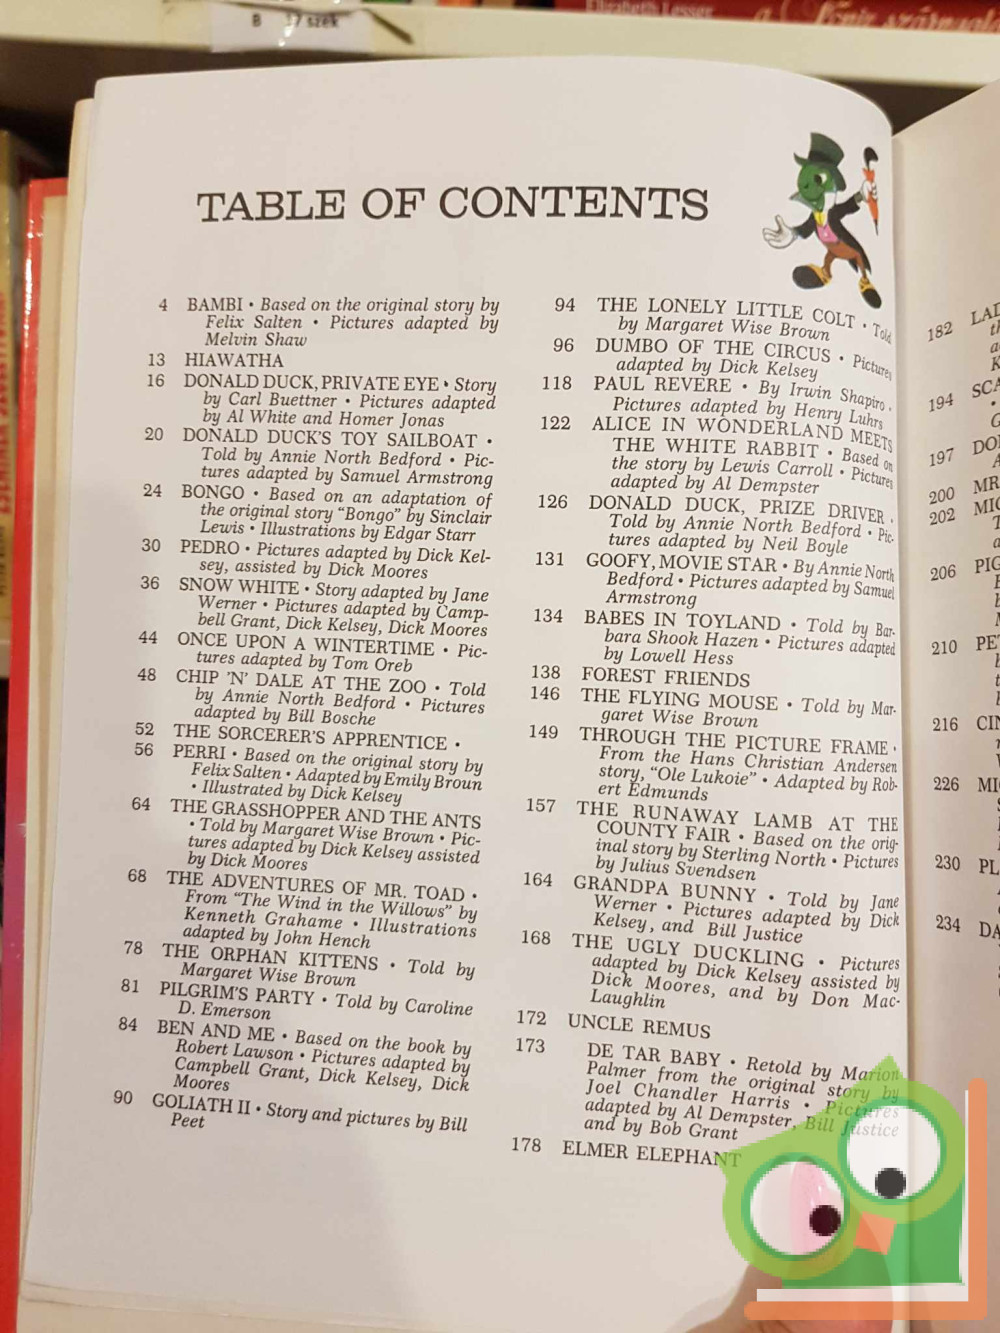 Elizabeth Lesser
B 37 szek
TABLE OF CONTENTS
4 BAMBI • Based on the original story by
Felix Salten • Pictures adapted by
Melvin Shaw
13 HIAWATHA
16 DONALD DUCK, PRIVATE EYE • Story
by Carl Buettner • Pictures adapted
by Al White and Homer Jonas
20 DONALD DUCK'S TOY SAILBOAT •
Told by Annie North Bedford • Pic-
tures adapted by Samuel Armstrong
24 BONGO • Based on an adaptation of
the original story "Bongo" by Sinclair
Lewis • Illustrations by Edgar Starr
30 PEDRO • Pictures adapted by Dick Kel-
sey, assisted by Dick Moores
36 SNOW WHITE • Story adapted by Jane
Werner • Pictures adapted by Camp-
bell Grant, Dick Kelsey, Dick Moores
44 ONCE UPON A WINTERTIME • Pic-
tures adapted by Tom Oreb
48 CHIP 'N' DALE AT THE ZOO • Told
by Annie North Bedford • Pictures
adapted by Bill Bosche
52 THE SORCERER'S APPRENTICE •
56 PERRI • Based on the original story by
Felix Salten • Adapted by Emily Broun
• Illustrated by Dick Kelsey
64 THE GRASSHOPPER AND THE ANTS
• Told by Margaret Wise Brown • Pic-
tures adapted by Dick Kelsey assisted
by Dick Moores
68 THE ADVENTURES OF MR. TOAD •
From "The Wind in the Willows" by
Kenneth Grahame • Illustrations
adapted by John Hench
78 THE ORPHAN KITTENS • Told by
Margaret Wise Brown
81 PILGRIM'S PARTY • Told by Caroline
D. Emerson
84 BEN AND ME • Based on the book by
Robert Lawson • Pictures adapted by
Campbell Grant, Dick Kelsey, Dick
Moores
90 GOLIATH II • Story and pictures by Bill
Peet
94 THE LONELY LITTLE COLT • Told
by Margaret Wise Brown
96 DUMBO OF THE CIRCUS • Pictures
adapted by Dick Kelsey
118 PAUL REVERE • By Irwin Shapiro •
Pictures adapted by Henry Luhrs
122 ALICE IN WONDERLAND MEETS
THE WHITE RABBIT • Based on
the story by Lewis Carroll • Pictures
adapted by Al Dempster
126 DONALD DUCK, PRIZE DRIVER •
Told by Annie North Bedford • Pic-
tures adapted by Neil Boyle
131 GOOFY, MOVIE STAR • By Annie North
Bedford • Pictures adapted by Samuel
Armstrong
134 BABES IN TOYLAND • Told by Bar-
bara Shook Hazen • Pictures adapted
by Lowell Hess
138 FOREST FRIENDS
146 THE FLYING MOUSE • Told by Mar-
garet Wise Brown
149 THROUGH THE PICTURE FRAME •
From the Hans Christian Andersen
story, "Ole Lukoie" • Adapted by Rob-
ert Edmunds
157 THE RUNAWAY LAMB AT THE
COUNTY FAIR • Based on the orig-
inal story by Sterling North • Pictures
by Julius Svendsen
164 GRANDPA BUNNY • Told by Jane
Werner • Pictures adapted by Dick
Kelsey, and Bill Justice
168 THE UGLY DUCKLING • Pictures
adapted by Dick Kelsey assisted by
Dick Moores, and by Don Mac-
Laughlin
172 UNCLE REMUS
173 DE TAR BABY • Retold by Marion
Palmer from the original story by
Joel Chandler Harris • Pictures
adapted by Al Dempster, Bill Justice
and by Bob Grant
178 ELMER ELEPHANT
182 LAD
194 SCA
197 DO
200 MR
202 MIC
206 PIG
210 PET
216 CIN
226 MI
230 PL
234 DA